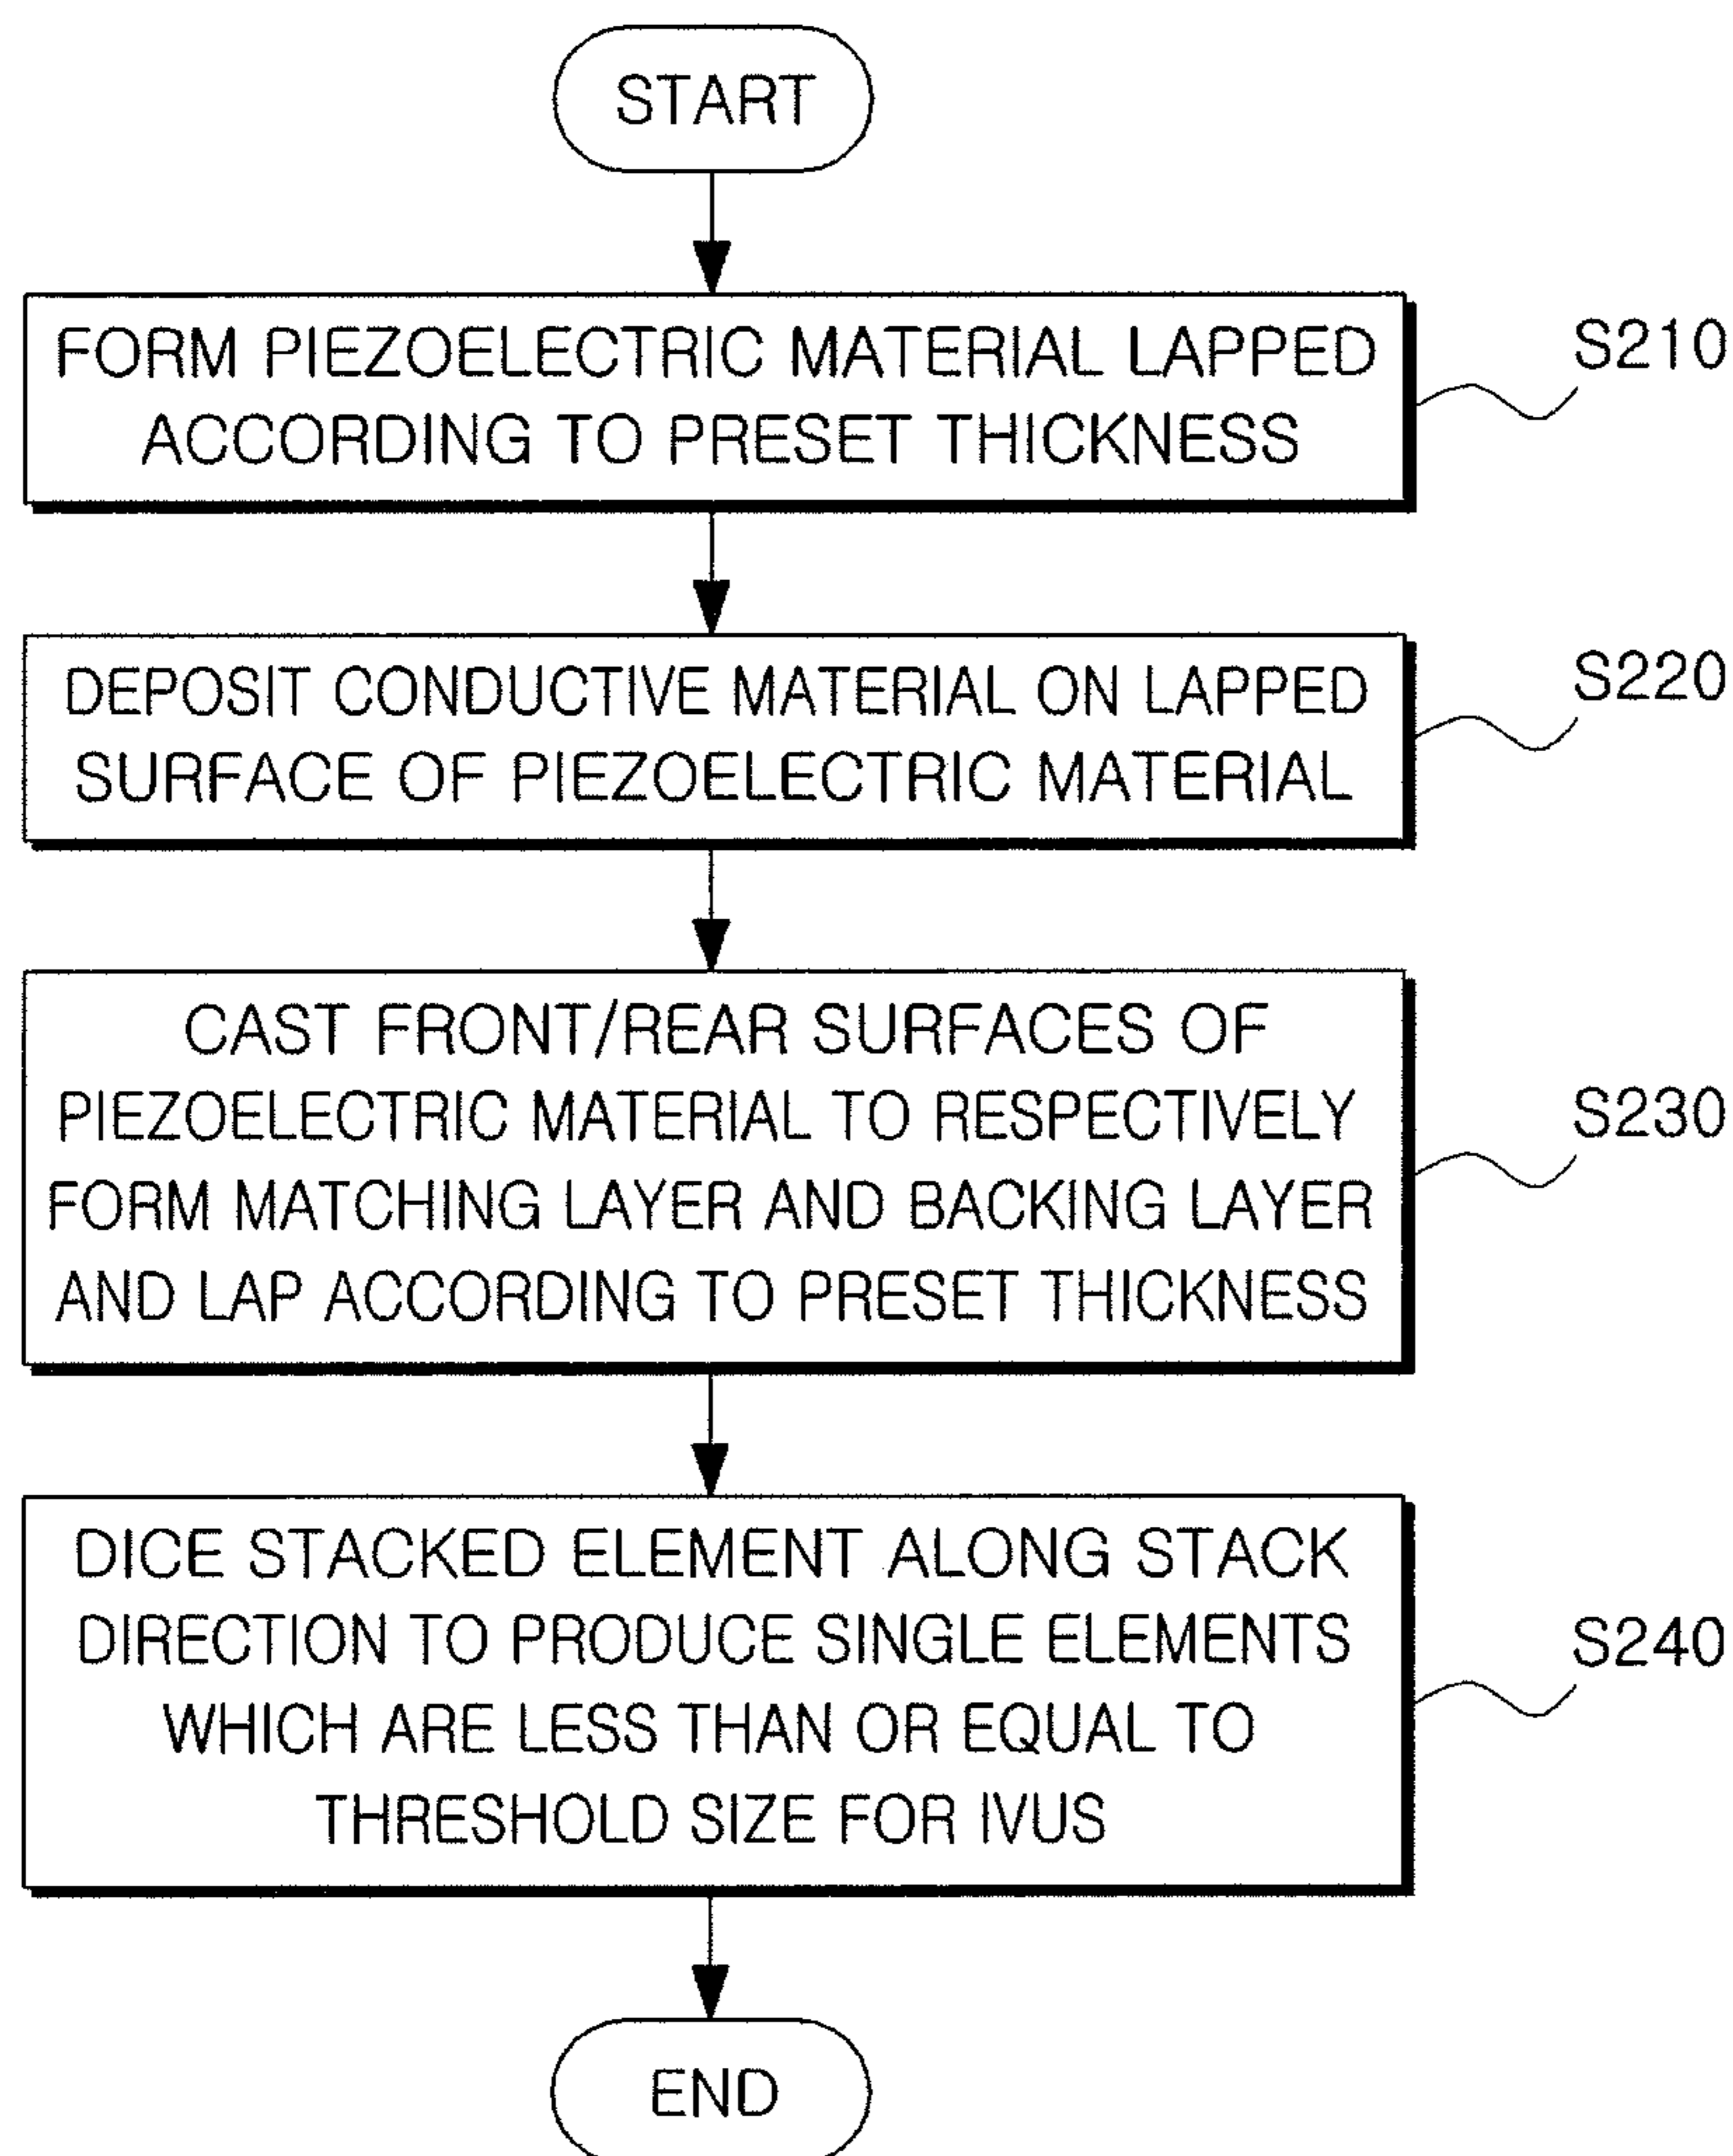 START
FORM PIEZOELECTRIC MATERIAL LAPPED
ACCORDING TO PRESET THICKNESS
S210
DEPOSIT CONDUCTIVE MATERIAL ON LAPPED
SURFACE OF PIEZOELECTRIC MATERIAL
S220
CAST FRONT/REAR SURFACES OF
PIEZOELECTRIC MATERIAL TO RESPECTIVELY
FORM MATCHING LAYER AND BACKING LAYER
AND LAP ACCORDING TO PRESET THICKNESS
S230
DICE STACKED ELEMENT ALONG STACK
DIRECTION TO PRODUCE SINGLE ELEMENTS
WHICH ARE LESS THAN OR EQUAL TO
THRESHOLD SIZE FOR IVUS
S240
END